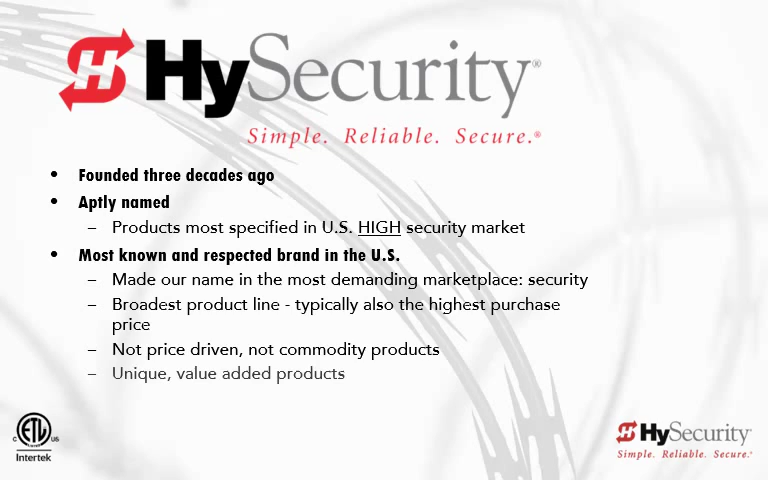 HySecurity®
Simple. Reliable. Secure.®
• Founded three decades ago
• Aptly named
– Products most specified in U.S. HIGH security market
• Most known and respected brand in the U.S.
– Made our name in the most demanding marketplace: security
– Broadest product line - typically also the highest purchase
price
– Not price driven, not commodity products
– Unique, value added products
C ETL US
LISTED
Intertek
HySecurity®
Simple. Reliable. Secure.®